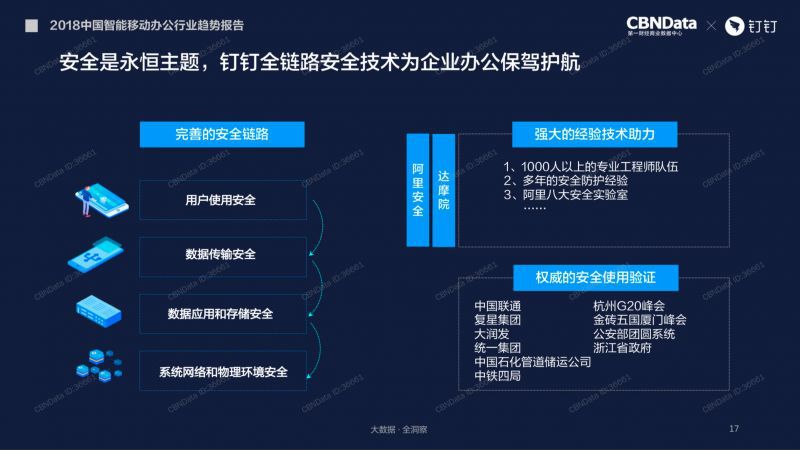 2018中国智能移动办公行业趋势报告
CBNData
第一财经商业数据中心
×
钉钉
安全是永恒主题，钉钉全链路安全技术为企业办公保驾护航
完善的安全链路
用户使用安全
数据传输安全
数据应用和存储安全
系统网络和物理环境安全
阿里安全
达摩院
强大的经验技术助力
1、1000人以上的专业工程师队伍
2、多年的安全防护经验
3、阿里八大安全实验室
……
权威的安全使用验证
中国联通
复星集团
大润发
统一集团
中国石化管道储运公司
中铁四局
杭州G20峰会
金砖五国厦门峰会
公安部团圆系统
浙江省政府
大数据·全洞察
17
CBNData ID:36661